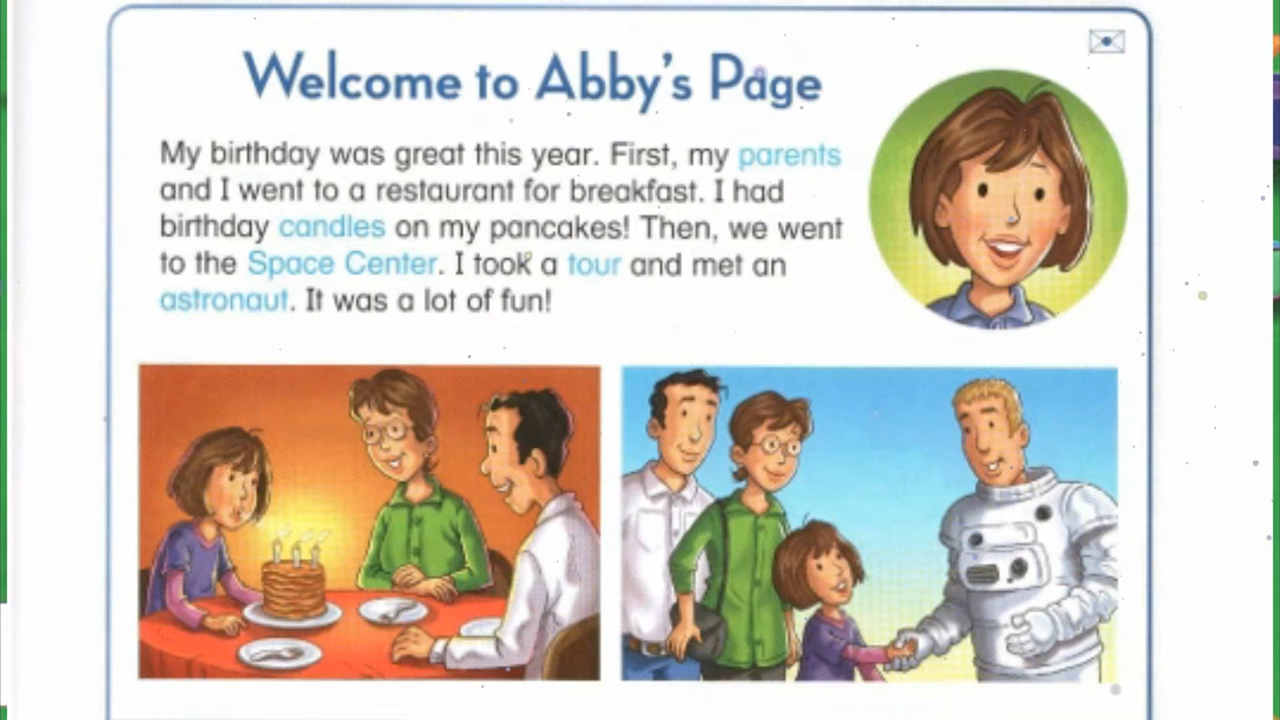 Welcome to Abby's Page
My birthday was great this year. First, my parents
and I went to a restaurant for breakfast. I had
birthday candles on my pancakes! Then, we went
to the Space Center. I took a tour and met an
astronaut. It was a lot of fun!